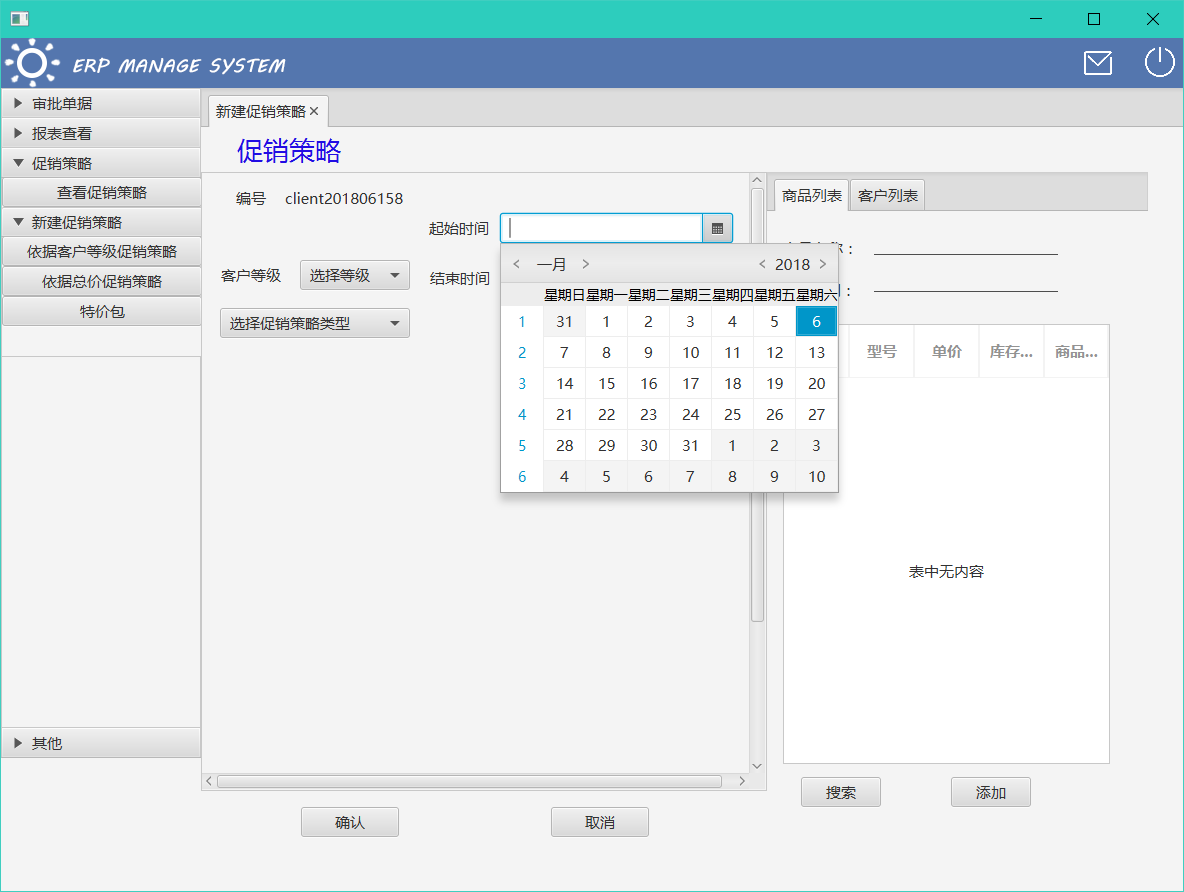 ERP MANAGE SYSTEM
审批单据
报表查看
促销策略
查看促销策略
新建促销策略
依据客户等级促销策略
依据总价促销策略
特价包
其他
新建促销策略
促销策略
编号 client201806158
起始时间
客户等级 选择等级 结束时间
选择促销策略类型
一月 2018
星期日 星期一 星期二 星期三 星期四 星期五 星期六
1 31 1 2 3 4 5 6
2 7 8 9 10 11 12 13
3 14 15 16 17 18 19 20
4 21 22 23 24 25 26 27
5 28 29 30 31 1 2 3
6 4 5 6 7 8 9 10
确认 取消
商品列表 客户列表
型号 单价 库存... 商品...
表中无内容
搜索 添加